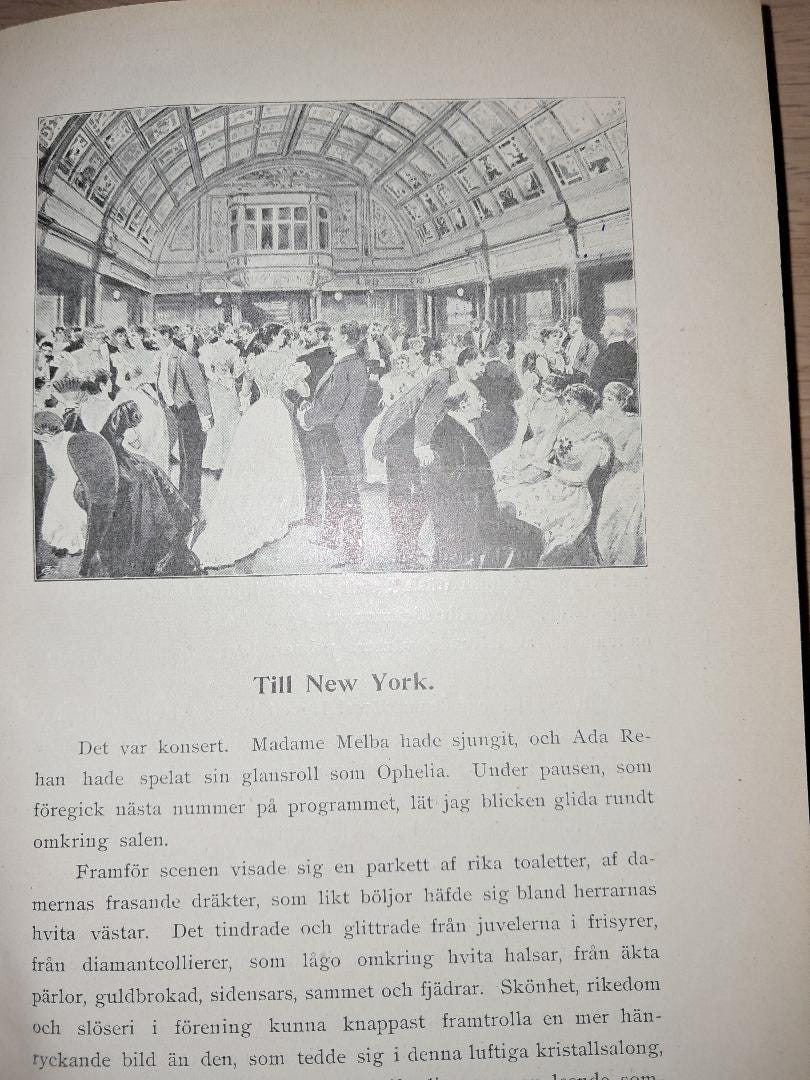 Till New York.
Det var konsert. Madame Melba hade sjungit, och Ada Re-
han hade spelat sin glansroll som Ophelia. Under pausen, som
föregick nästa nummer på programmet, lät jag blicken glida rundt
omkring salen.
Framför scenen visade sig en parkett af rika toaletter, af da-
mernas frasande dräkter, som likt böljor häfde sig bland herrarnas
hvita västar. Det tindrade och glittrade från juvelerna i frisyrer,
från diamantcollierer, som lågo omkring hvita halsar, från äkta
pärlor, guldbrokad, sidensars, sammet och fjädrar. Skönhet, rikedom
och slöseri i förening kunna knappast framtrolla en mer hän-
ryckande bild än den, som tedde sig i denna luftiga kristallsalong,